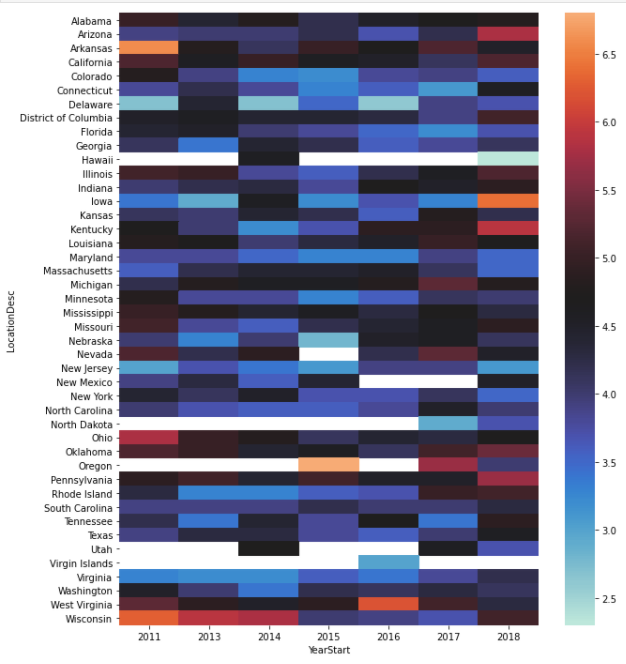 Alabama
Arizona
Arkansas
California
Colorado
Connecticut
Delaware
District of Columbia
Florida
Georgia
Hawaii
Illinois
Indiana
Iowa
Kansas
Kentucky
Louisiana
Maryland
Massachusetts
Michigan
Minnesota
Mississippi
Missouri
Nebraska
Nevada
New Jersey
New Mexico
New York
North Carolina
North Dakota
Ohio
Oklahoma
Oregon
Pennsylvania
Rhode Island
South Carolina
Tennessee
Texas
Utah
Virgin Islands
Virginia
Washington
West Virginia
Wisconsin
LocationDesc
2011 2013 2014 2015 2016 2017 2018
YearStart
6.5
6.0
5.5
5.0
4.5
4.0
3.5
3.0
2.5